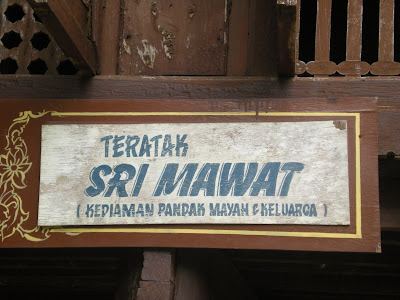 TERATAK
SRI MAWAT
( KEDIAMAN PANDAK MAYAH & KELUARGA )